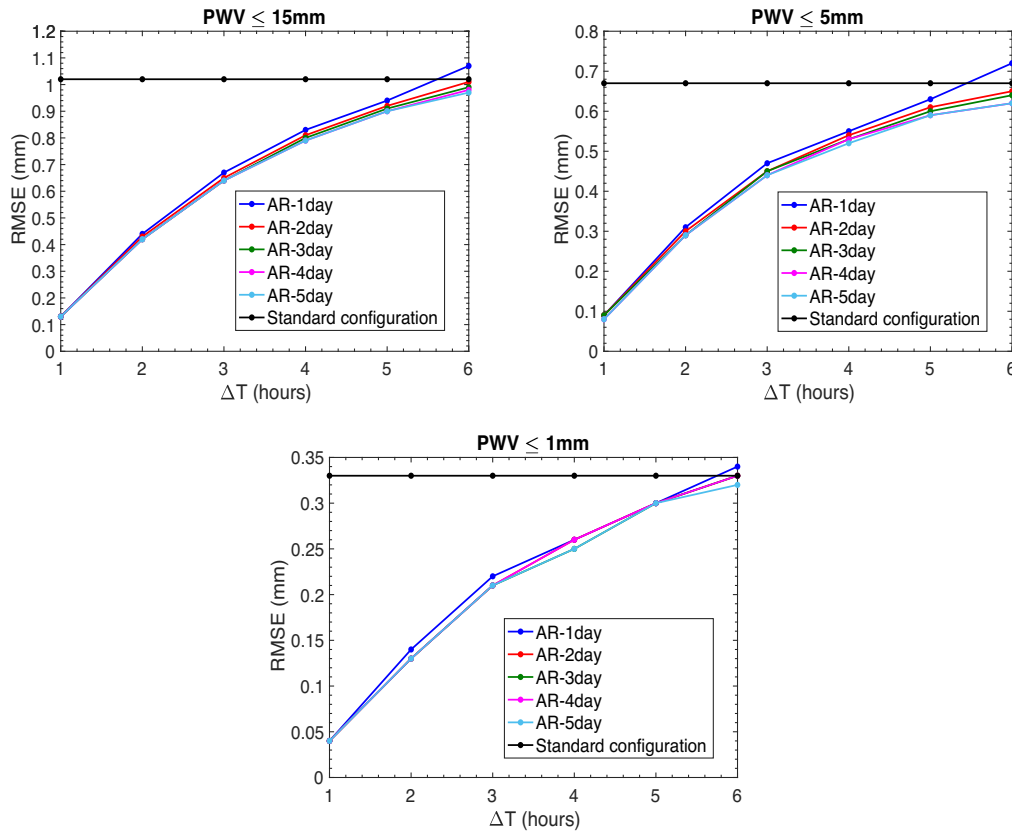 PWV ≤ 15mm
1.2
1.1
1
0.9
0.8
0.7
0.6
0.5
0.4
0.3
0.2
0.1
0
RMSE (mm)
AR-1day
AR-2day
AR-3day
AR-4day
AR-5day
Standard configuration
1 2 3 4 5 6
ΔT (hours)
PWV ≤ 5mm
0.8
0.7
0.6
0.5
0.4
0.3
0.2
0.1
0
RMSE (mm)
AR-1day
AR-2day
AR-3day
AR-4day
AR-5day
Standard configuration
1 2 3 4 5 6
ΔT (hours)
PWV ≤ 1mm
0.35
0.3
0.25
0.2
0.15
0.1
0.05
0
RMSE (mm)
AR-1day
AR-2day
AR-3day
AR-4day
AR-5day
Standard configuration
1 2 3 4 5 6
ΔT (hours)